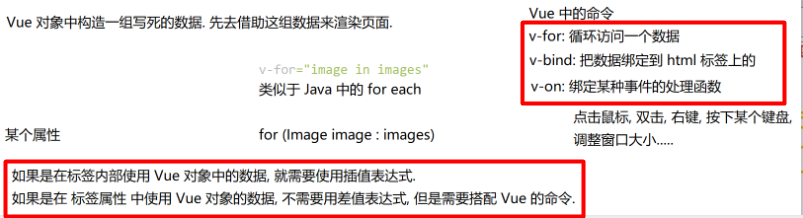 Vue 对象中构造一组写死的数据. 先去借助这组数据来渲染页面.
Vue 中的命令
v-for: 循环访问一个数据
v-bind: 把数据绑定到 html 标签上的
v-on: 绑定某种事件的处理函数
点击鼠标, 双击, 右键, 按下某个键盘,
调整窗口大小.....
v-for="image in images"
类似于 Java 中的 for each
某个属性
for (Image image : images)
如果是在标签内部使用 Vue 对象中的数据, 就需要使用插值表达式.
如果是在 标签属性 中使用 Vue 对象的数据, 不需要用差值表达式, 但是需要搭配 Vue 的命令.